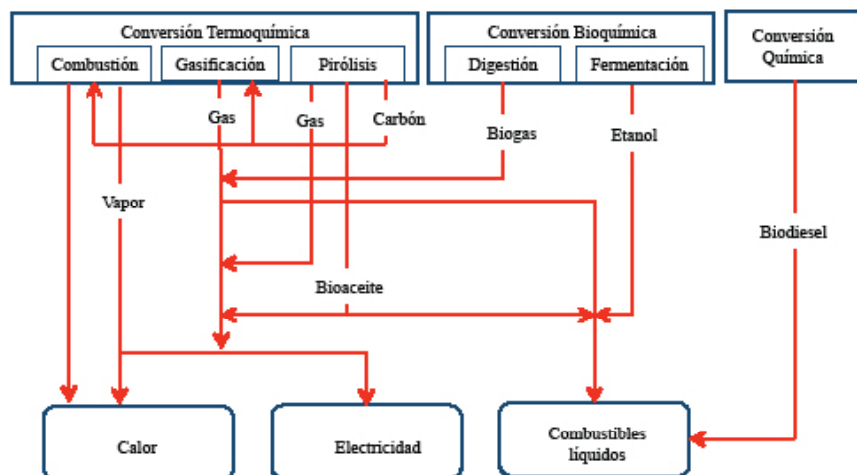 Conversión Termoquímica
Combustión
Gasificación
Pirólisis
Conversión Bioquímica
Digestión
Fermentación
Conversión
Química
Gas
Gas
Carbón
Biogas
Etanol
Vapor
Biodiesel
Bioaceite
Calor
Electricidad
Combustibles
líquidos